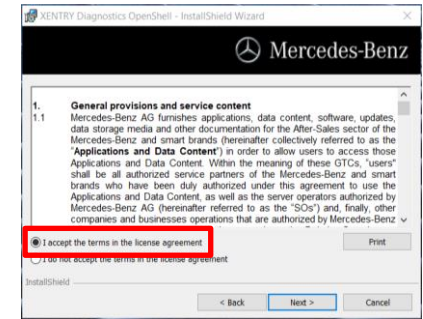 XENTRY Diagnostics OpenShell - InstallShield Wizard
Mercedes-Benz
1. General provisions and service content
1.1 Mercedes-Benz AG furnishes applications, data content, software, updates,
data storage media and other documentation for the After-Sales sector of the
Mercedes-Benz and smart brands (hereinafter collectively referred to as
"Applications and Data Content") in order to allow users to access those
Applications and Data Content. Within the meaning of these GTCs, "users"
shall be all authorized service partners of the Mercedes-Benz and smart
brands who have been duly authorized under this agreement to use the
Applications and Data Content, as well as the server operators authorized by
Mercedes-Benz AG (hereinafter referred to as the "SOs") and, finally, other
companies and businesses operations that are authorized by Mercedes-Benz
I accept the terms in the license agreement
Print
I do not accept the terms in the license agreement
InstallShield
< Back Next > Cancel